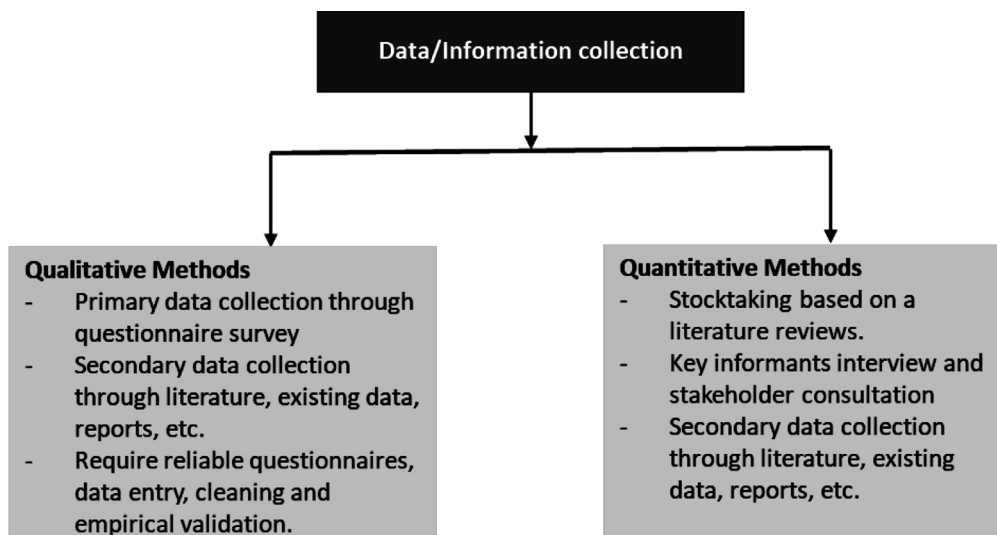 Data/Information collection
Qualitative Methods
- Primary data collection through
questionnaire survey
- Secondary data collection
through literature, existing data,
reports, etc.
- Require reliable questionnaires,
data entry, cleaning and
empirical validation.
Quantitative Methods
- Stocktaking based on a
literature reviews.
- Key informants interview and
stakeholder consultation
- Secondary data collection
through literature, existing
data, reports, etc.